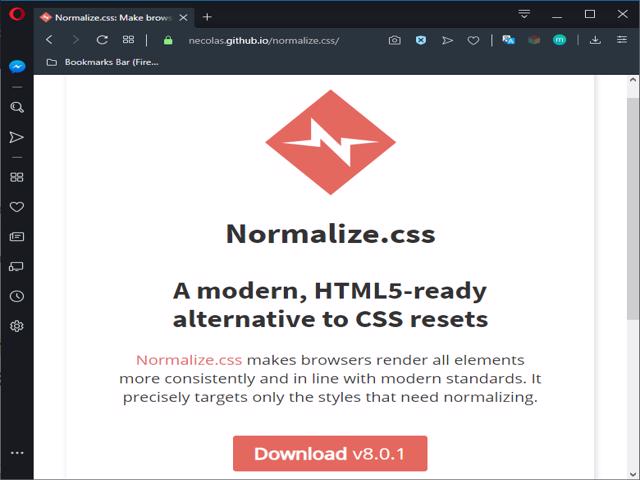 Normalize.css: Make brows
necolas.github.io/normalize.css/
Bookmarks Bar (Fire...
Normalize.css
A modern, HTML5-ready
alternative to CSS resets
Normalize.css makes browsers render all elements
more consistently and in line with modern standards. It
precisely targets only the styles that need normalizing.
Download v8.0.1